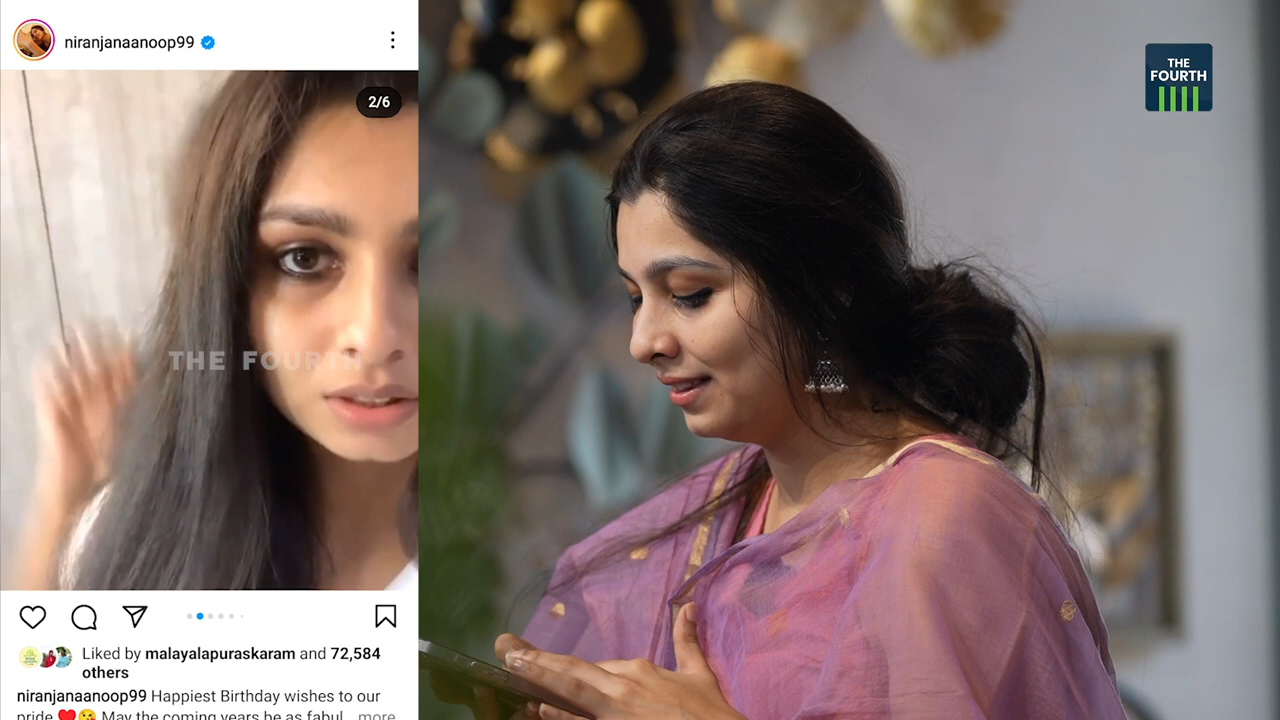 niranjanaanoop99
2/6
THE FOURTH
Liked by malayalapuraskaram and 72,584
others
niranjanaanoop99 Happiest Birthday wishes to our
pride ❤️😘 May the coming years be as fabul... more
THE
FOURTH